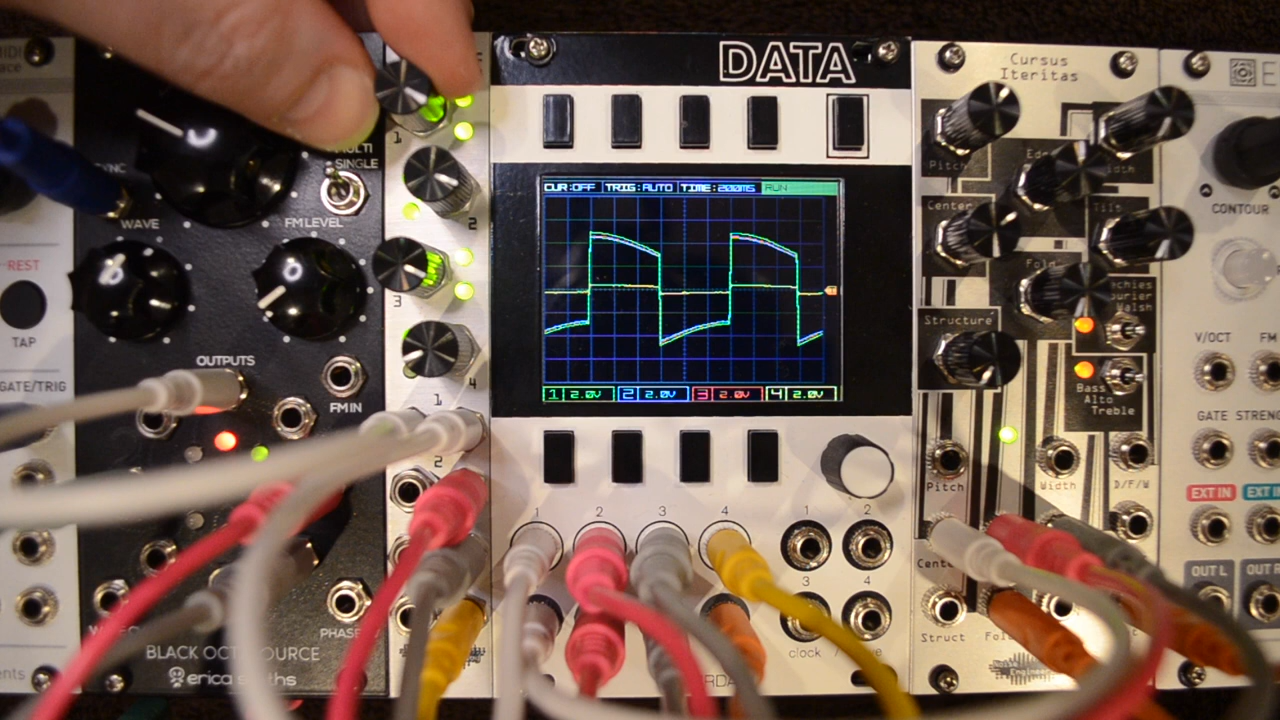 DATA
CUR:OFF TRIG:AUTO TIME:200MS RUN
1 2.0V 2 2.0V 3 2.0V 4 2.0V
1 2 3 4
1 2
3 4
clock /
MULTI
SINGLE
WAVE
FM LEVEL
OUTPUTS
FM IN
BLACK OCT SOURCE
erica synths
1
2
3
4
1
2
REST
TAP
GATE/TRIG
Cursus
Iteritas
Pitch
Center
Tilt
Fold
Structure
Walsh
Bass
Alto
Treble
Pitch
Width
D/F/W
Struct
CONTOUR
V/OCT FM
GATE
EXT IN
OUT L OUT R